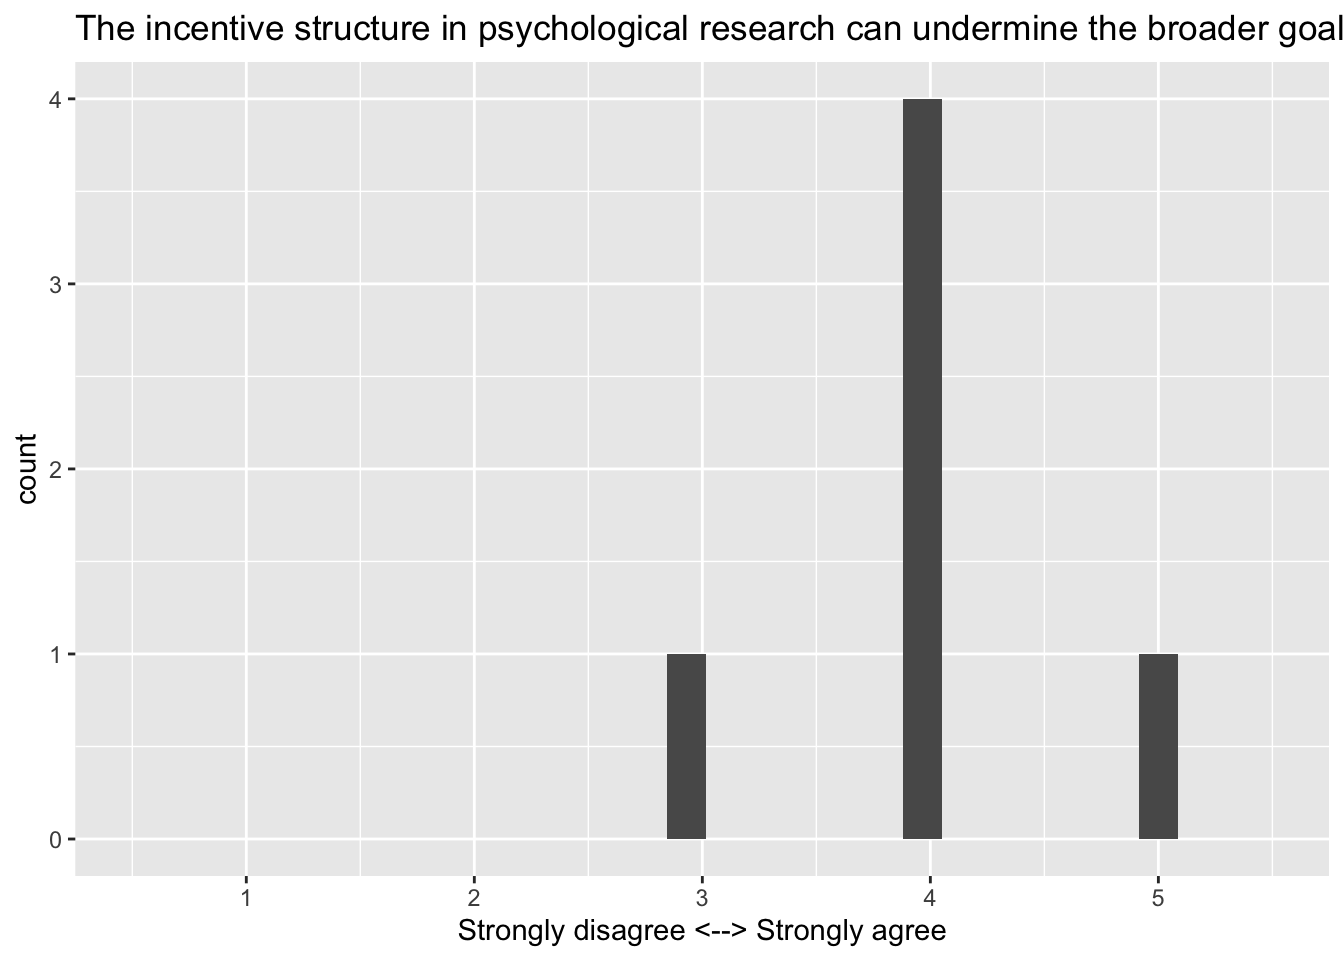 The incentive structure in psychological research can undermine the broader goal
4
3
2
1
0
count
1 2 3 4 5
Strongly disagree <--> Strongly agree